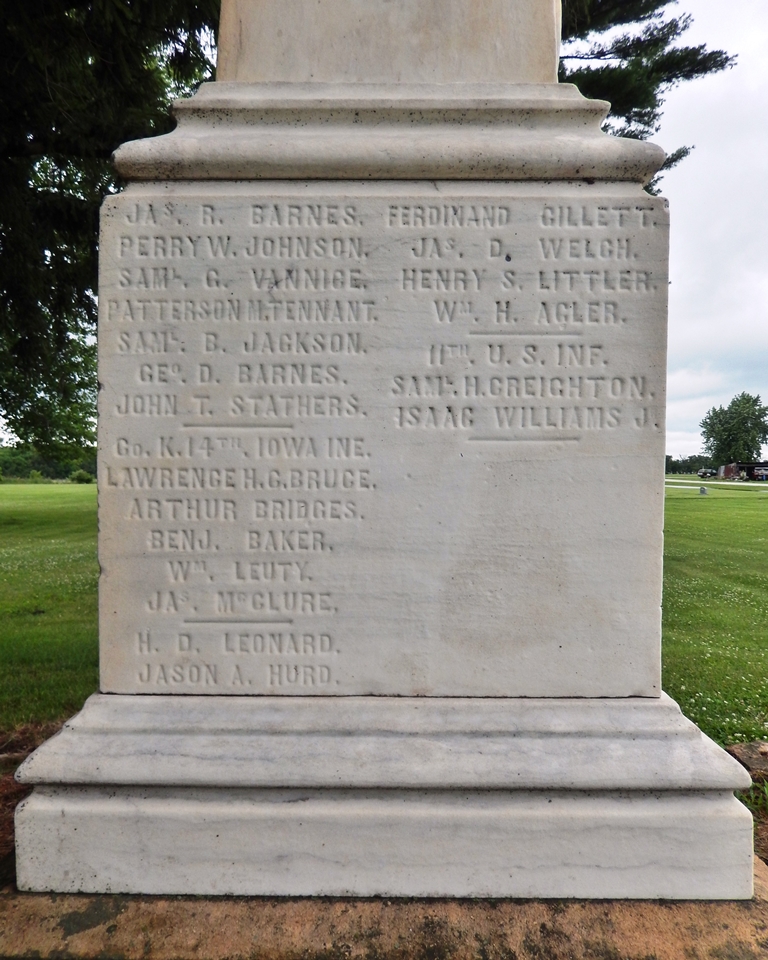 JAS. R. BARNES.
PERRY W. JOHNSON.
SAML. G. VANNICE.
PATTERSON M. TENNANT.
SAML. B. JACKSON.
GEO. D. BARNES.
JOHN T. STATHERS.
CO. K. 14TH. IOWA INF.
LAWRENCE H. C. BRUCE.
ARTHUR BRIDGES.
BENJ. BAKER.
WM. LEUTY.
JAS. MCCLURE.
H. D. LEONARD.
JASON A. HURD.
FERDINAND GILLETT.
JAS. D. WELCH.
HENRY S. LITTLER.
WM. H. AGLER.
11TH. U. S. INF.
SAML. H. CREIGHTON.
ISAAC WILLIAMS J.